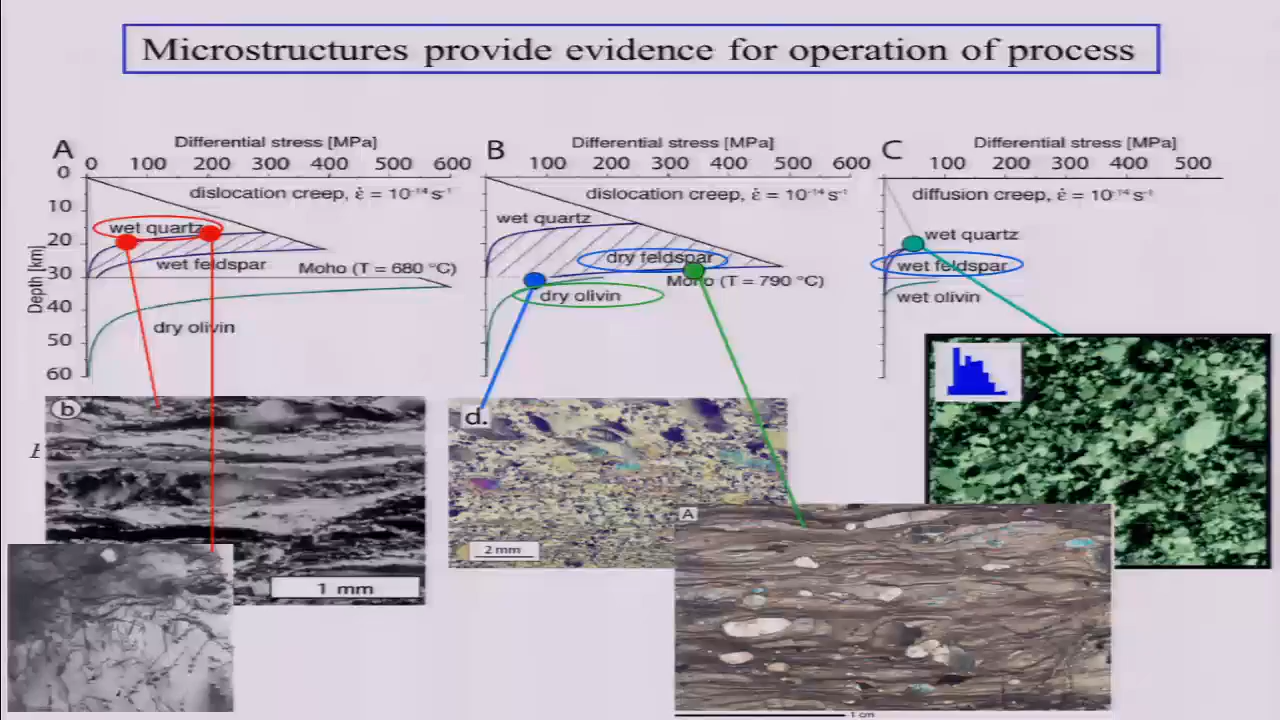 Microstructures provide evidence for operation of process
A
Differential stress [MPa]
0 100 200 300 400 500 600
0
10
20
30
40
50
60
Depth [km]
dislocation creep, ε̇ = 10⁻¹⁴ s⁻¹
wet quartz
wet feldspar
Moho (T = 680 °C)
dry olivin
B
Differential stress [MPa]
100 200 300 400 500 600
dislocation creep, ε̇ = 10⁻¹⁴ s⁻¹
wet quartz
dry feldspar
Moho (T = 790 °C)
dry olivin
C
Differential stress [MPa]
100 200 300 400 500
diffusion creep, ε̇ = 10⁻¹⁴ s⁻¹
wet quartz
wet feldspar
wet olivin
b
1 mm
d.
2 mm
A
1 cm